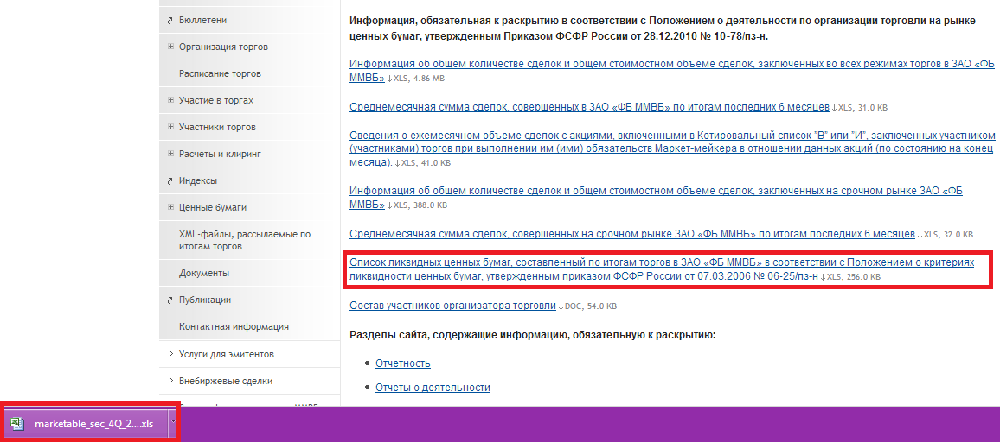 Бюллетени
Организация торгов
Расписание торгов
Участие в торгах
Участники торгов
Расчеты и клиринг
Индексы
Ценные бумаги
XML-файлы, рассылаемые по
итогам торгов
Документы
Публикации
Контактная информация
Услуги для эмитентов
Внебиржевые сделки
Информация, обязательная к раскрытию в соответствии с Положением о деятельности по организации торговли на рынке
ценных бумаг, утвержденным Приказом ФСФР России от 28.12.2010 № 10-78/пз-н.
Информация об общем количестве сделок и общем стоимостном объеме сделок, заключенных во всех режимах торгов в ЗАО «ФБ
ММВБ» ↓XLS, 4.86 MB
Среднемесячная сумма сделок, совершенных в ЗАО «ФБ ММВБ» по итогам последних 6 месяцев ↓XLS, 31.0 KB
Сведения о ежемесячном объеме сделок с акциями, включенными в Котировальный список "В" или "И", заключенных участником
(участниками) торгов при выполнении им (ими) обязательств Маркет-мейкера в отношении данных акций (по состоянию на конец
месяца). ↓XLS, 41.0 KB
Информация об общем количестве сделок и общем стоимостном объеме сделок, заключенных на срочном рынке ЗАО «ФБ
ММВБ» ↓XLS, 388.0 KB
Среднемесячная сумма сделок, совершенных на срочном рынке ЗАО «ФБ ММВБ» по итогам последних 6 месяцев ↓XLS, 32.0 KB
Список ликвидных ценных бумаг, составленный по итогам торгов в ЗАО «ФБ ММВБ» в соответствии с Положением о критериях
ликвидности ценных бумаг, утвержденным приказом ФСФР России от 07.03.2006 № 06-25/пз-н ↓XLS, 256.0 KB
Состав участников организатора торговли ↓DOC, 54.0 KB
Разделы сайта, содержащие информацию, обязательную к раскрытию:
Отчетность
Отчеты о деятельности
marketable_sec_4Q_2....xls